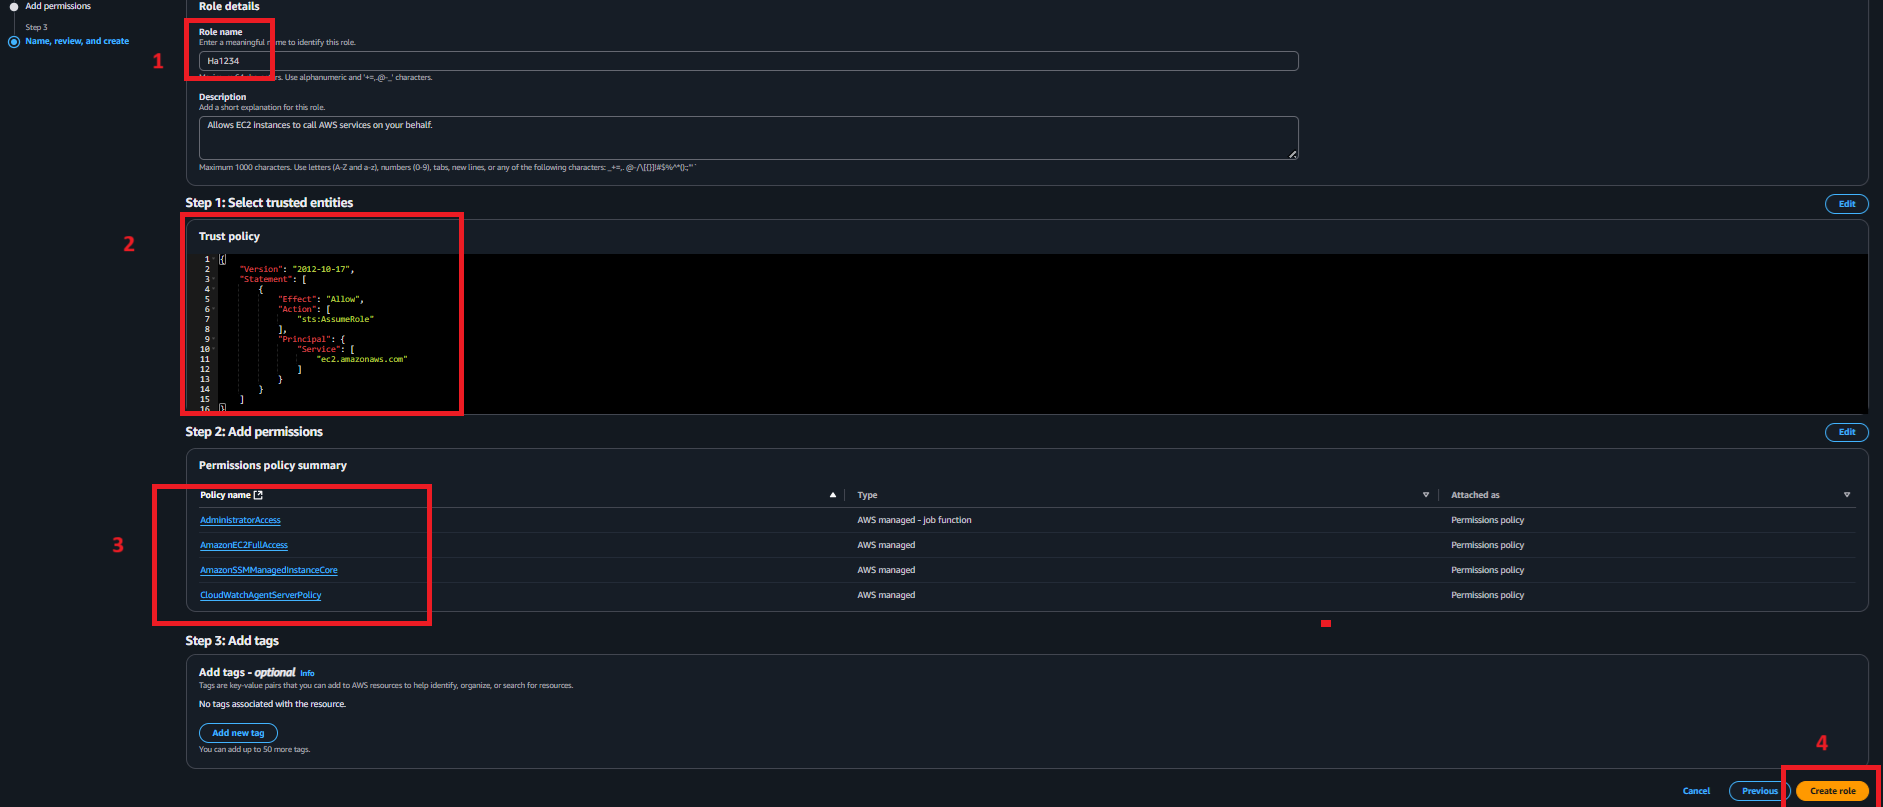 Add permissions
Step 3
Name, review, and create
Role details
1
Role name
Enter a meaningful name to identify this role.
Ha1234
characters. Use alphanumeric and '+=,.@-_' characters.
Description
Add a short explanation for this role.
Allows EC2 instances to call AWS services on your behalf.
Maximum 1000 characters. Use letters (A-Z and a-z), numbers (0-9), tabs, new lines, or any of the following characters: _+=,. @-/\[{}]!#$%^*();:"'`
Step 1: Select trusted entities
Edit
2
Trust policy
1 {
2 "Version": "2012-10-17",
3 "Statement": [
4 {
5 "Effect": "Allow",
6 "Action": [
7 "sts:AssumeRole"
8 ],
9 "Principal": {
10 "Service": [
11 "ec2.amazonaws.com"
12 ]
13 }
14 }
15 ]
16 }
Step 2: Add permissions
Edit
Permissions policy summary
3
Policy name Type Attached as
AdministratorAccess AWS managed - job function Permissions policy
AmazonEC2FullAccess AWS managed Permissions policy
AmazonSSMManagedInstanceCore AWS managed Permissions policy
CloudWatchAgentServerPolicy AWS managed Permissions policy
Step 3: Add tags
Add tags - optional Info
Tags are key-value pairs that you can add to AWS resources to help identify, organize, or search for resources.
No tags associated with the resource.
Add new tag
You can add up to 50 more tags.
4
Cancel Previous Create role